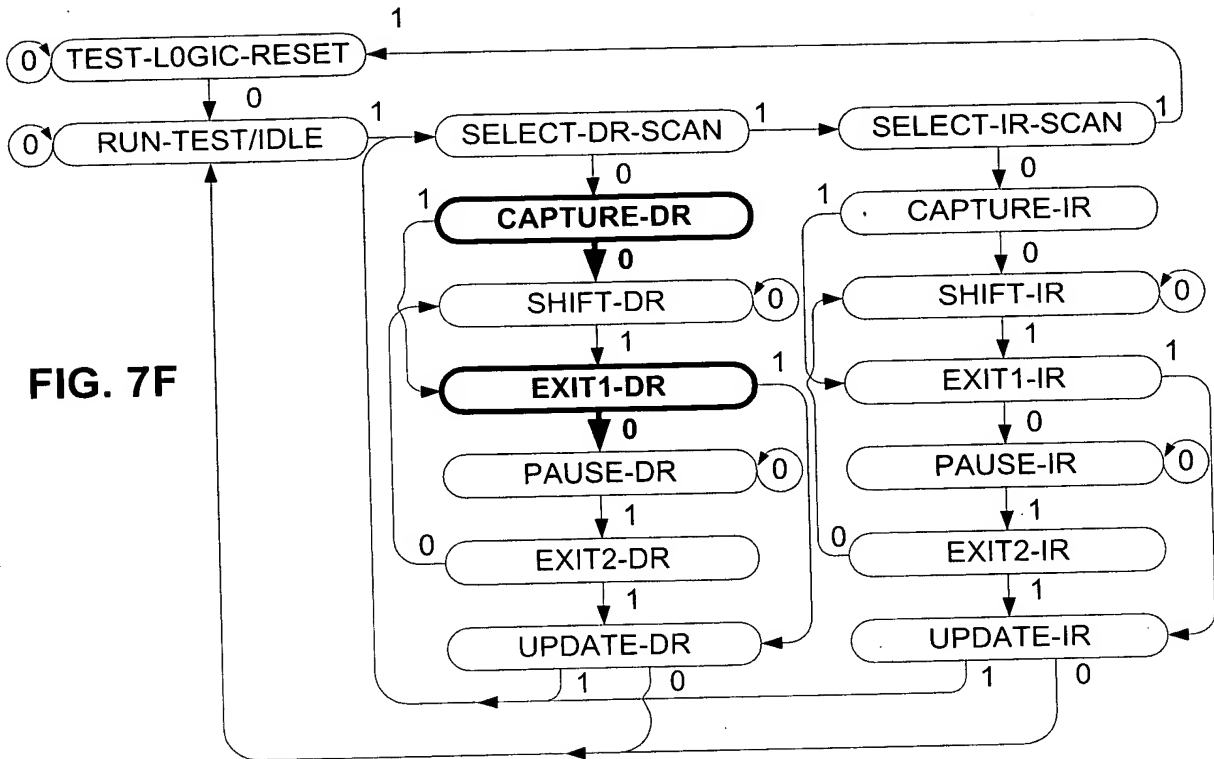 1
0 TEST-L0GIC-RESET
0
0 RUN-TEST/IDLE 1 SELECT-DR-SCAN 1 SELECT-IR-SCAN 1
0 0
1 CAPTURE-DR 1 CAPTURE-IR
0 0
SHIFT-DR 0 SHIFT-IR 0
1 1
FIG. 7F
EXIT1-DR 1 EXIT1-IR 1
0 0
PAUSE-DR 0 PAUSE-IR 0
1 1
0 EXIT2-DR 0 EXIT2-IR
1 1
UPDATE-DR UPDATE-IR
1 0 1 0